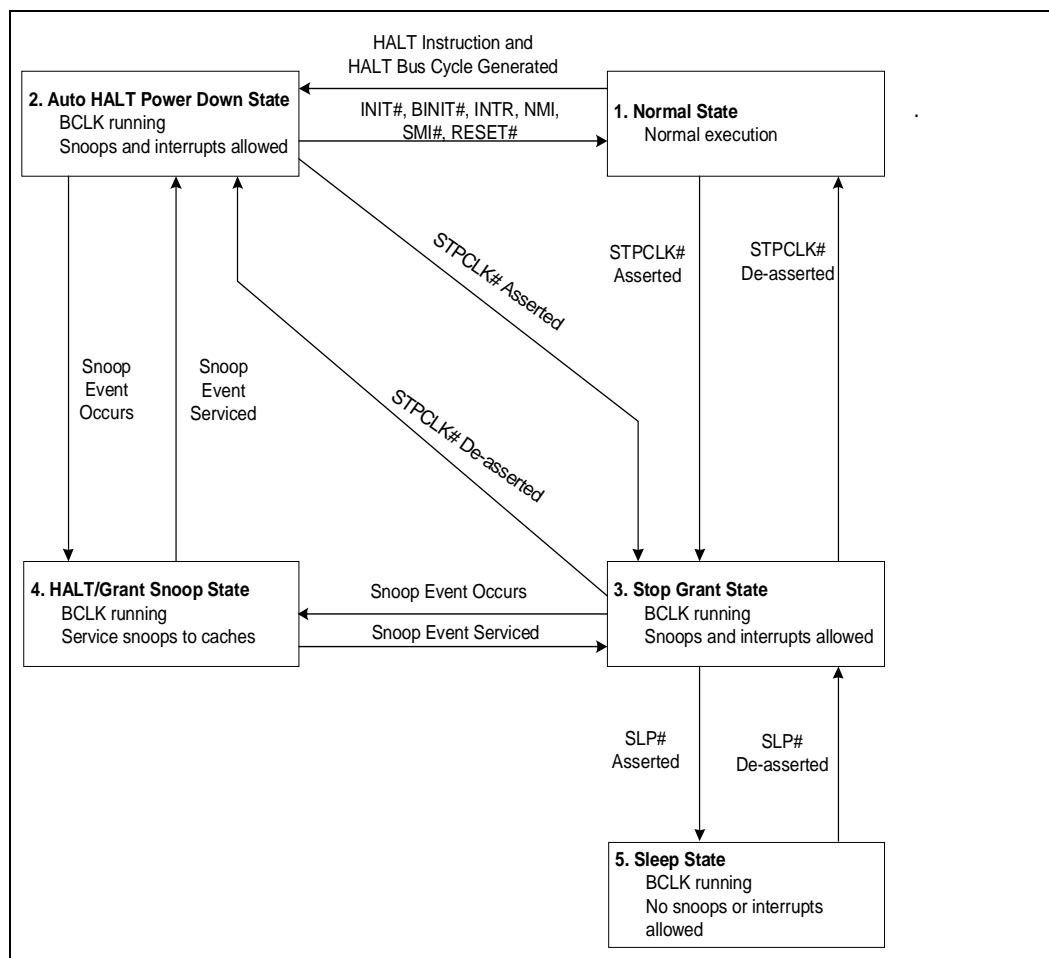 HALT Instruction and
HALT Bus Cycle Generated
2. Auto HALT Power Down State
BCLK running
Snoops and interrupts allowed
INIT#, BINIT#, INTR, NMI,
SMI#, RESET#
1. Normal State
Normal execution
.
STPCLK# Asserted
STPCLK#
Asserted
STPCLK#
De-asserted
Snoop
Event
Occurs
Snoop
Event
Serviced
STPCLK# De-asserted
4. HALT/Grant Snoop State
BCLK running
Service snoops to caches
Snoop Event Occurs
Snoop Event Serviced
3. Stop Grant State
BCLK running
Snoops and interrupts allowed
SLP#
Asserted
SLP#
De-asserted
5. Sleep State
BCLK running
No snoops or interrupts
allowed